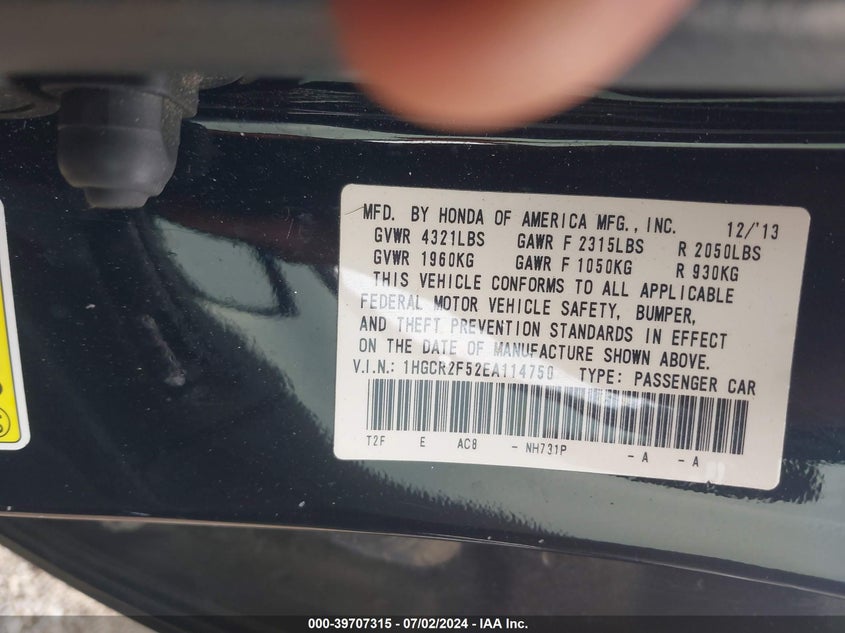 MFD. BY HONDA OF AMERICA MFG., INC. 12/'13
GVWR 4321LBS GAWR F 2315LBS R 2050LBS
GVWR 1960KG GAWR F 1050KG R 930KG
THIS VEHICLE CONFORMS TO ALL APPLICABLE
FEDERAL MOTOR VEHICLE SAFETY, BUMPER,
AND THEFT PREVENTION STANDARDS IN EFFECT
ON THE DATE OF MANUFACTURE SHOWN ABOVE.
V.I.N.: 1HGCR2F52EA114750 TYPE: PASSENGER CAR
T2F E AC8 - NH731P - A - A
000-39707315 / 07/02/2024 - IAA Inc.